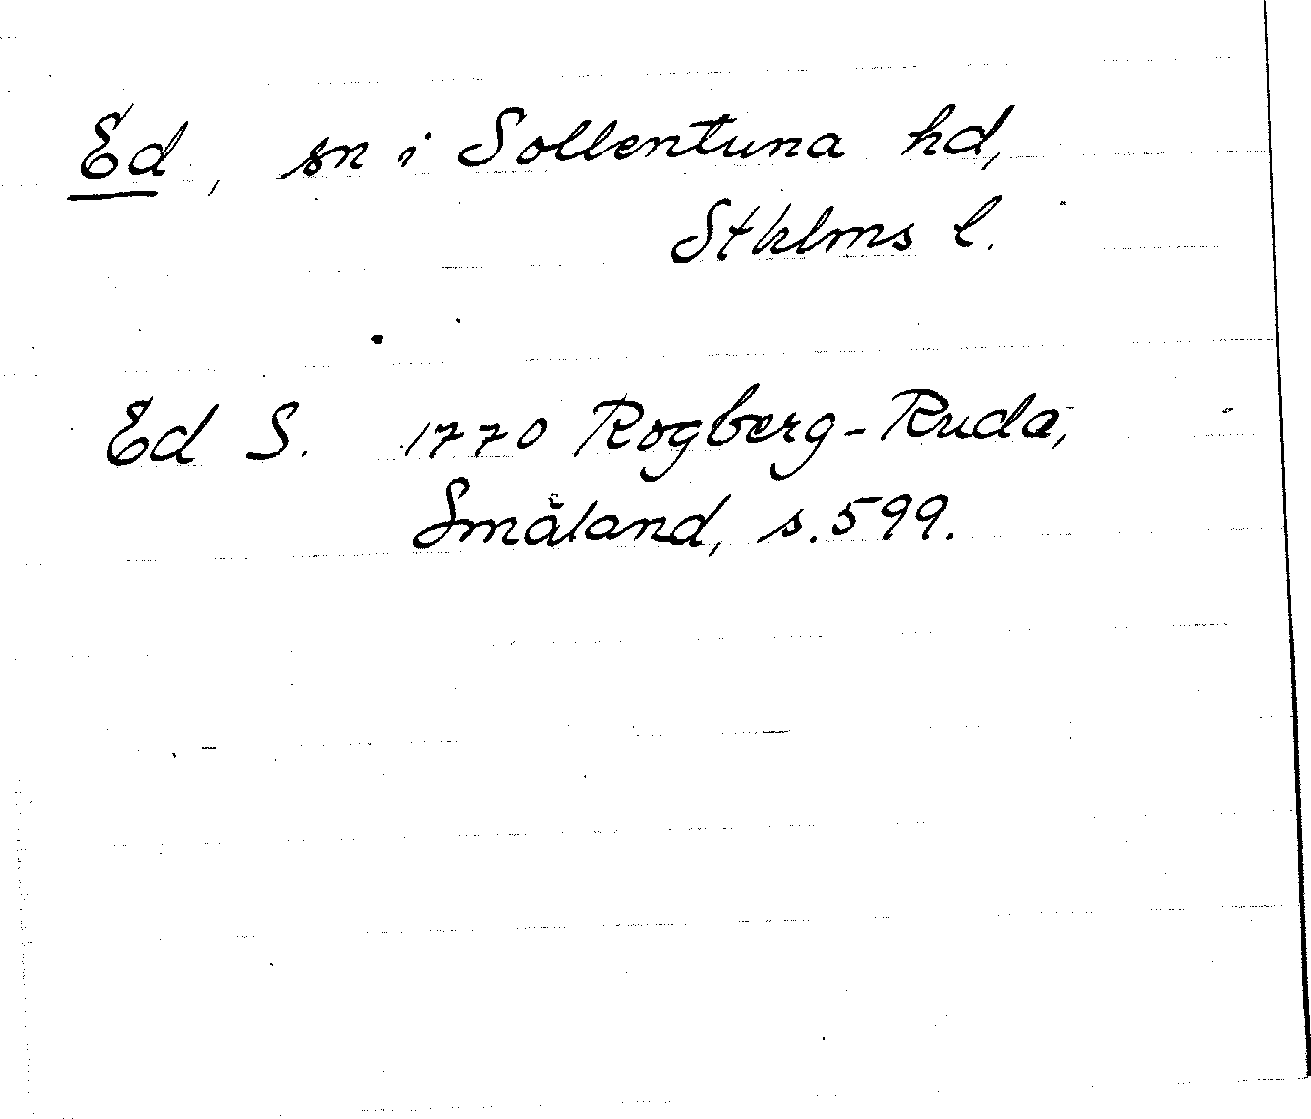 Ed, sn i Sollentuna hd,
Sthlms l.
Ed S. 1770 Rogberg-Ruda,
Småland, s. 599.